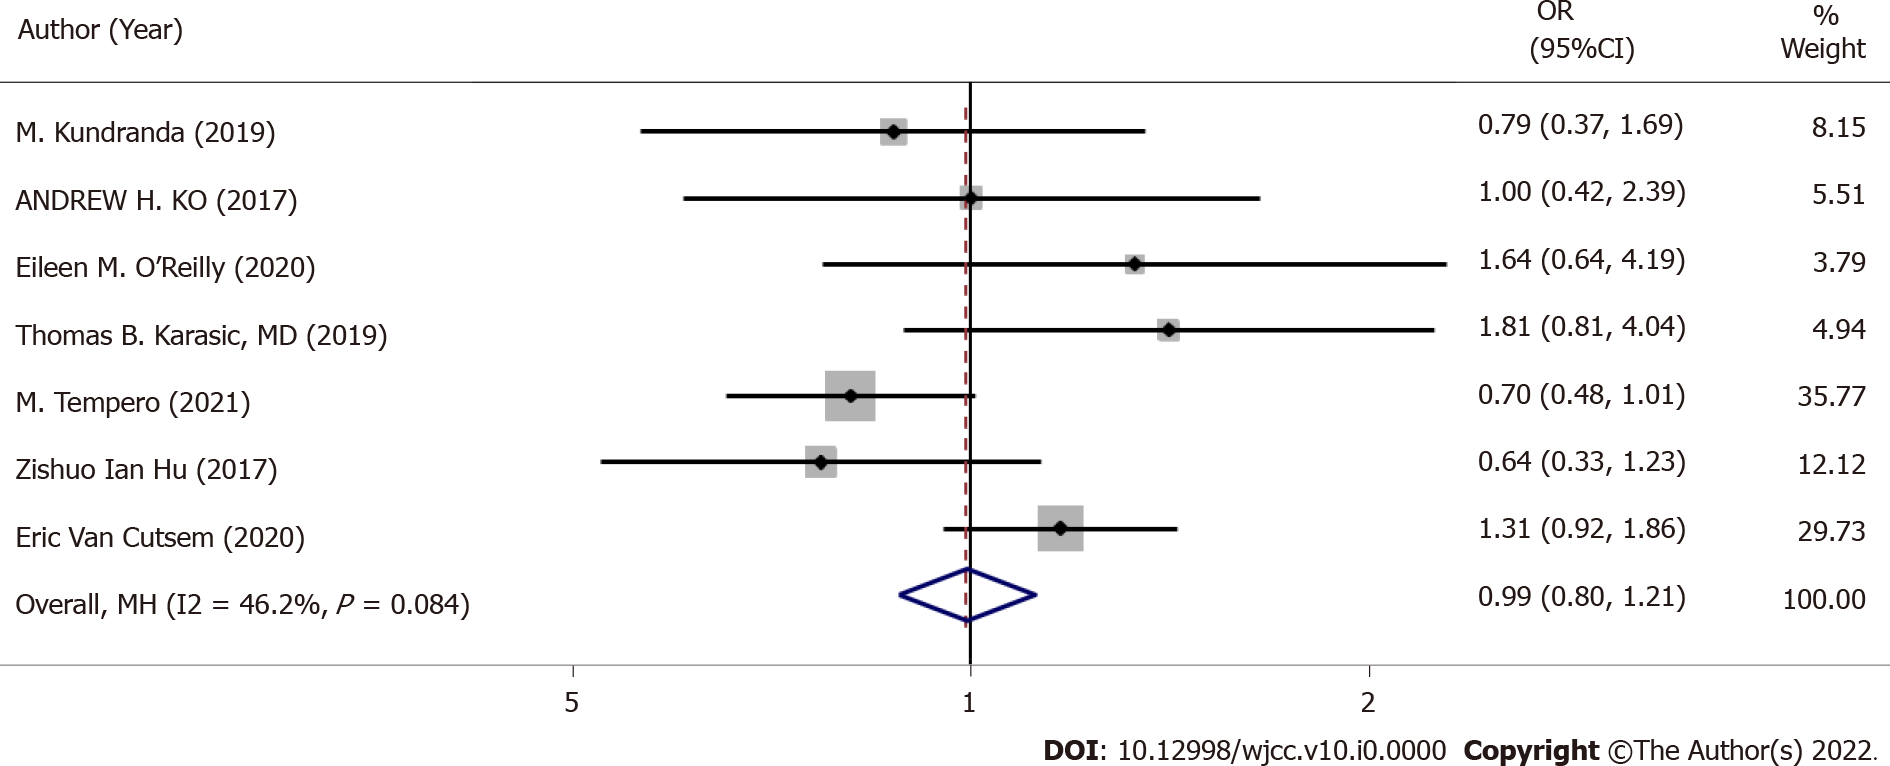 Author (Year) OR (95%CI) % Weight
M. Kundranda (2019) 0.79 (0.37, 1.69) 8.15
ANDREW H. KO (2017) 1.00 (0.42, 2.39) 5.51
Eileen M. O’Reilly (2020) 1.64 (0.64, 4.19) 3.79
Thomas B. Karasic, MD (2019) 1.81 (0.81, 4.04) 4.94
M. Tempero (2021) 0.70 (0.48, 1.01) 35.77
Zishuo Ian Hu (2017) 0.64 (0.33, 1.23) 12.12
Eric Van Cutsem (2020) 1.31 (0.92, 1.86) 29.73
Overall, MH (I2 = 46.2%, P = 0.084) 0.99 (0.80, 1.21) 100.00
5 1 2
DOI: 10.12998/wjcc.v10.i0.0000 Copyright ©The Author(s) 2022.